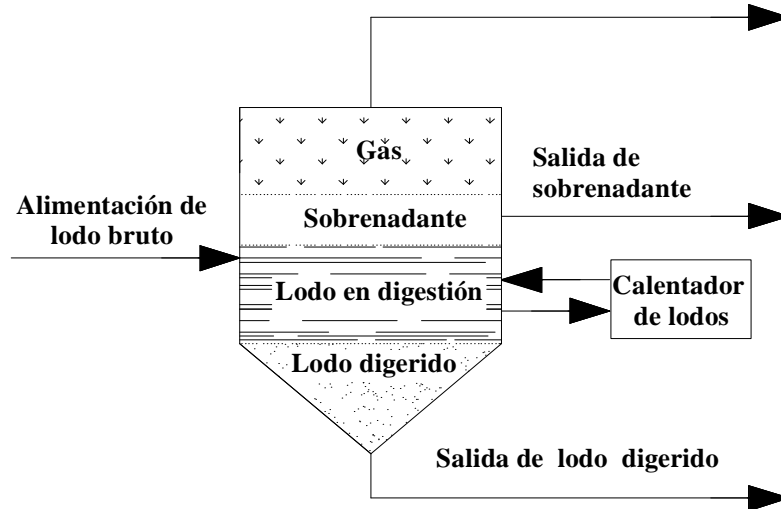 Gas
Salida de
sobrenadante
Alimentación de
lodo bruto
Sobrenadante
Lodo en digestión
Calentador
de lodos
Lodo digerido
Salida de lodo digerido